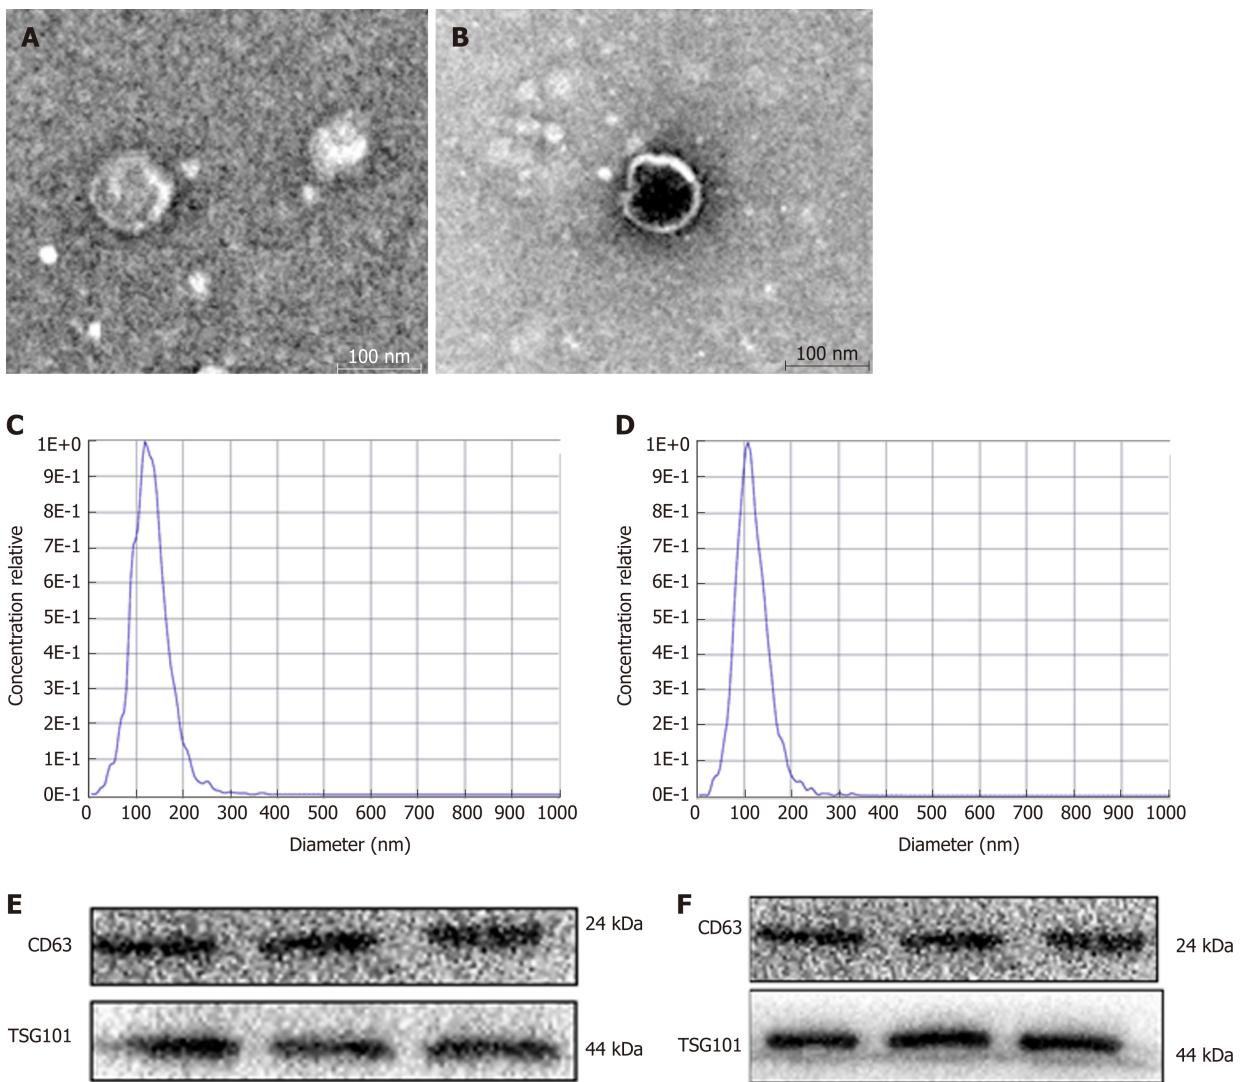 A
B
100 nm
100 nm
C
D
1E+0
9E-1
8E-1
7E-1
6E-1
5E-1
4E-1
3E-1
2E-1
1E-1
0E-1
Concentration relative
0 100 200 300 400 500 600 700 800 900 1000
Diameter (nm)
1E+0
9E-1
8E-1
7E-1
6E-1
5E-1
4E-1
3E-1
2E-1
1E-1
0E-1
Concentration relative
0 100 200 300 400 500 600 700 800 900 1000
Diameter (nm)
E
CD63
24 kDa
TSG101
44 kDa
F
CD63
24 kDa
TSG101
44 kDa